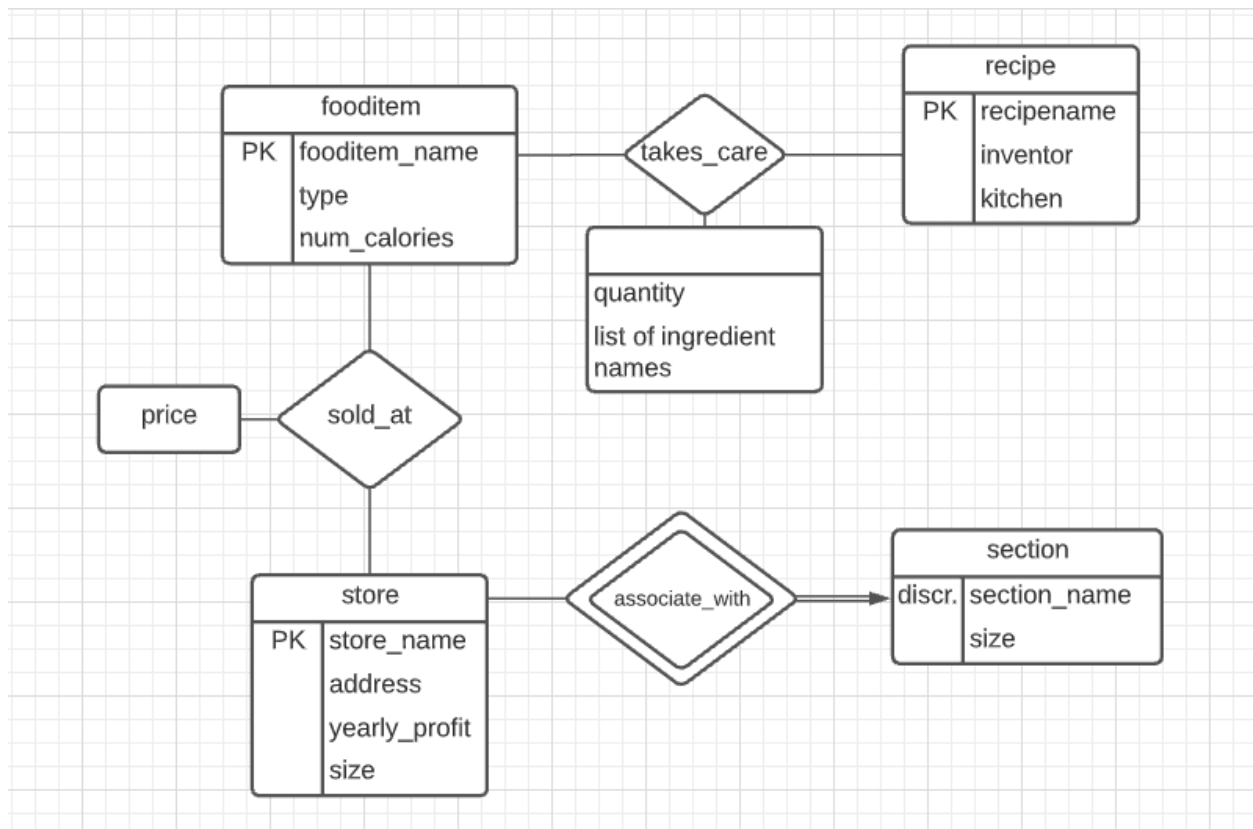 recipe
PK recipename
inventor
kitchen
fooditem
PK fooditem_name
type
num_calories
takes_care
quantity
list of ingredient
names
price
sold_at
store
PK store_name
address
yearly_profit
size
associate_with
section
discr. section_name
size